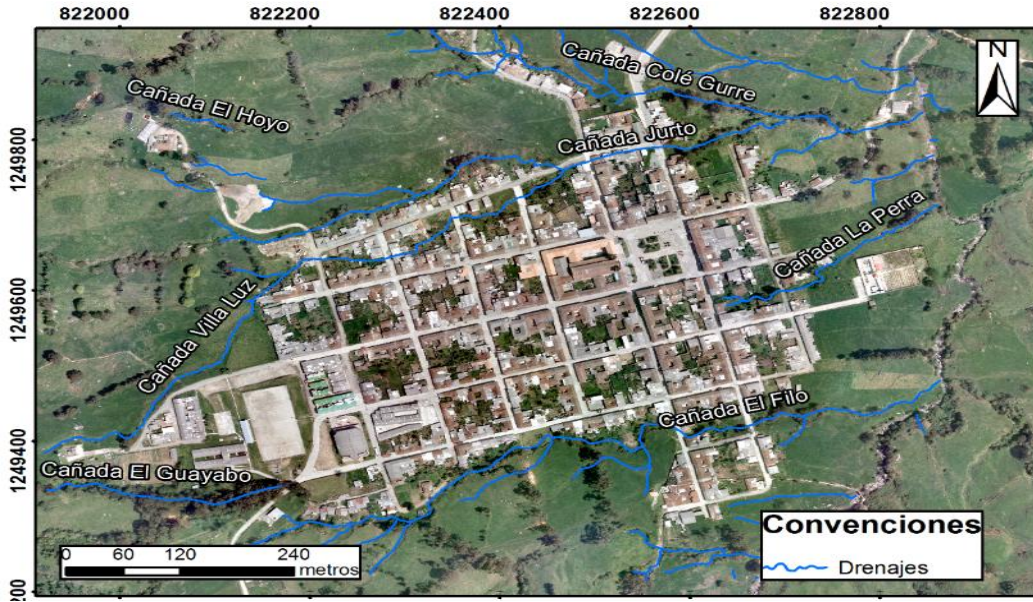 822000 822200 822400 822600 822800
N
Cañada Colé Gurre
Cañada El Hoyo
Cañada Jurto
1249800
Cañada La Perra
1249600
Cañada Villa Luz
Cañada El Filo
1249400
Cañada El Guayabo
Convenciones
Drenajes
0 60 120 240
metros